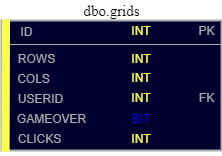 dbo.grids
ID INT PK
ROWS INT
COLS INT
USERID INT FK
GAMEOVER BIT
CLICKS INT